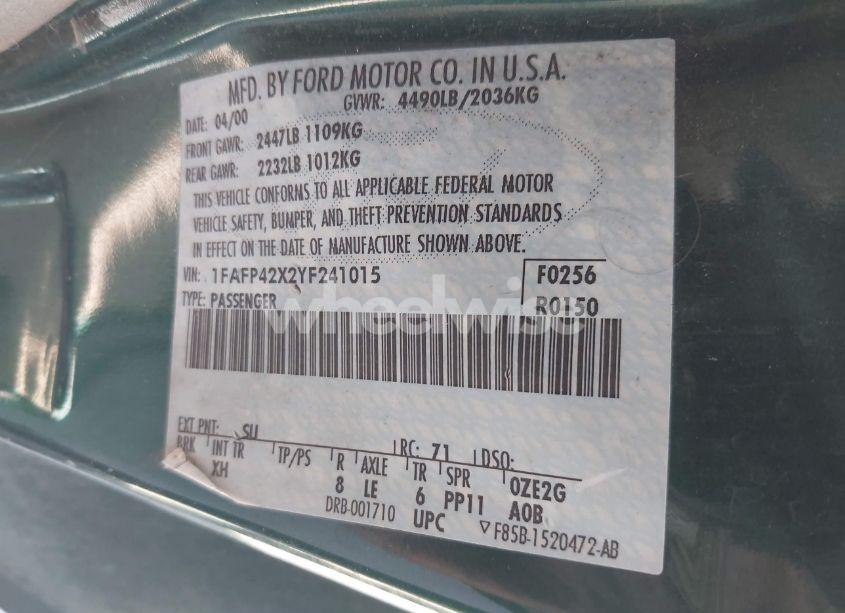 MFD. BY FORD MOTOR CO. IN U.S.A.
DATE: 04/00 GVWR: 4490LB/2036KG
FRONT GAWR: 2447LB 1109KG
REAR GAWR: 2232LB 1012KG
THIS VEHICLE CONFORMS TO ALL APPLICABLE FEDERAL MOTOR
VEHICLE SAFETY, BUMPER, AND THEFT PREVENTION STANDARDS
IN EFFECT ON THE DATE OF MANUFACTURE SHOWN ABOVE.
VIN: 1FAFP42X2YF241015 F0256
TYPE: PASSENGER R0150
wheelwise
EXT PNT: SU RC: 71 DSO:
BRK INT TR TP/PS R AXLE TR SPR 0ZE2G
XH 8 LE 6 PP11 A0B
DRB-001710 UPC ▽F85B-1520472-AB